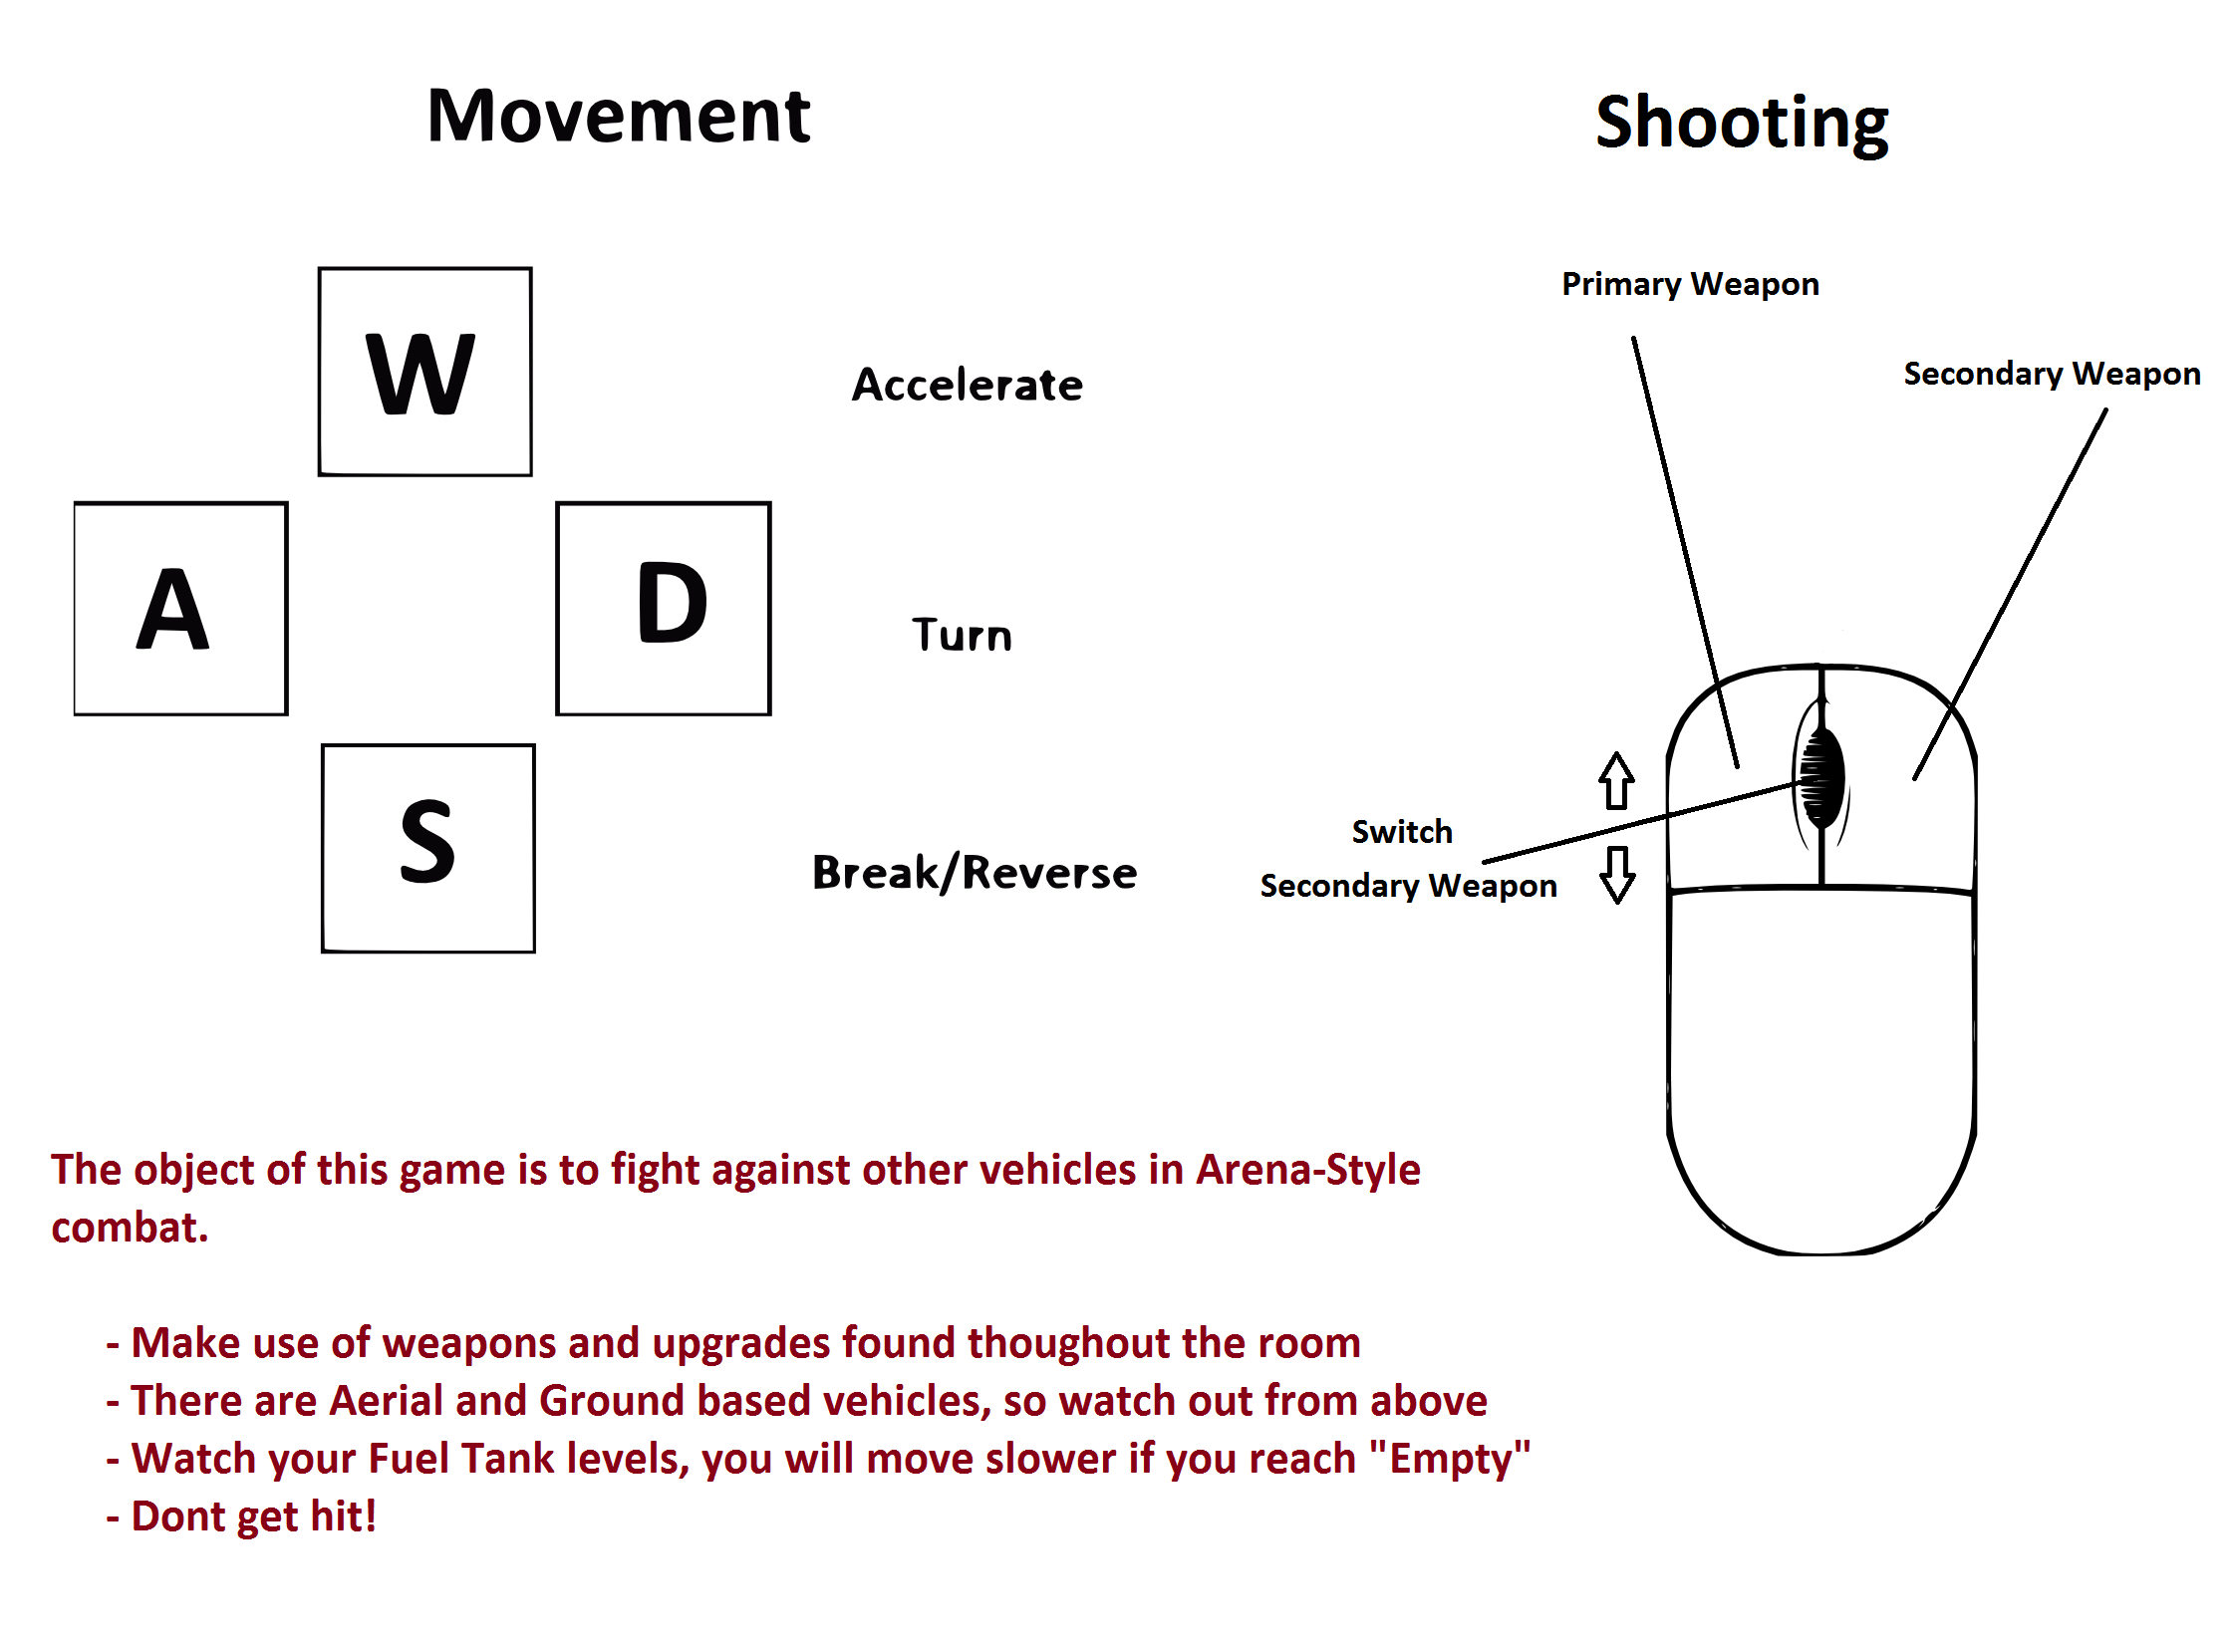 Movement
Shooting
W
A
D
S
Accelerate
Turn
Break/Reverse
Primary Weapon
Secondary Weapon
Switch
Secondary Weapon
The object of this game is to fight against other vehicles in Arena-Style
combat.
- Make use of weapons and upgrades found thoughout the room
- There are Aerial and Ground based vehicles, so watch out from above
- Watch your Fuel Tank levels, you will move slower if you reach "Empty"
- Dont get hit!